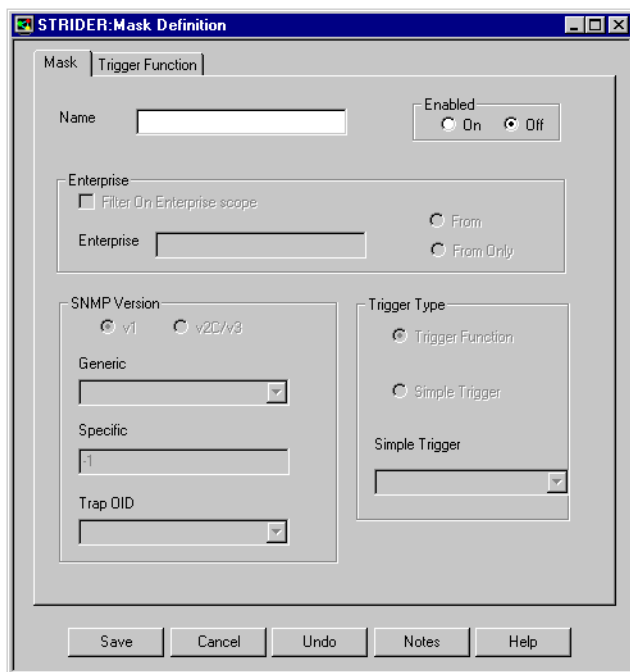 STRIDER:Mask Definition
Mask
Trigger Function
Name
Enabled
On
Off
Enterprise
Filter On Enterprise scope
Enterprise
From
From Only
SNMP Version
v1
v2C/v3
Generic
Specific
-1
Trap OID
Trigger Type
Trigger Function
Simple Trigger
Simple Trigger
Save
Cancel
Undo
Notes
Help